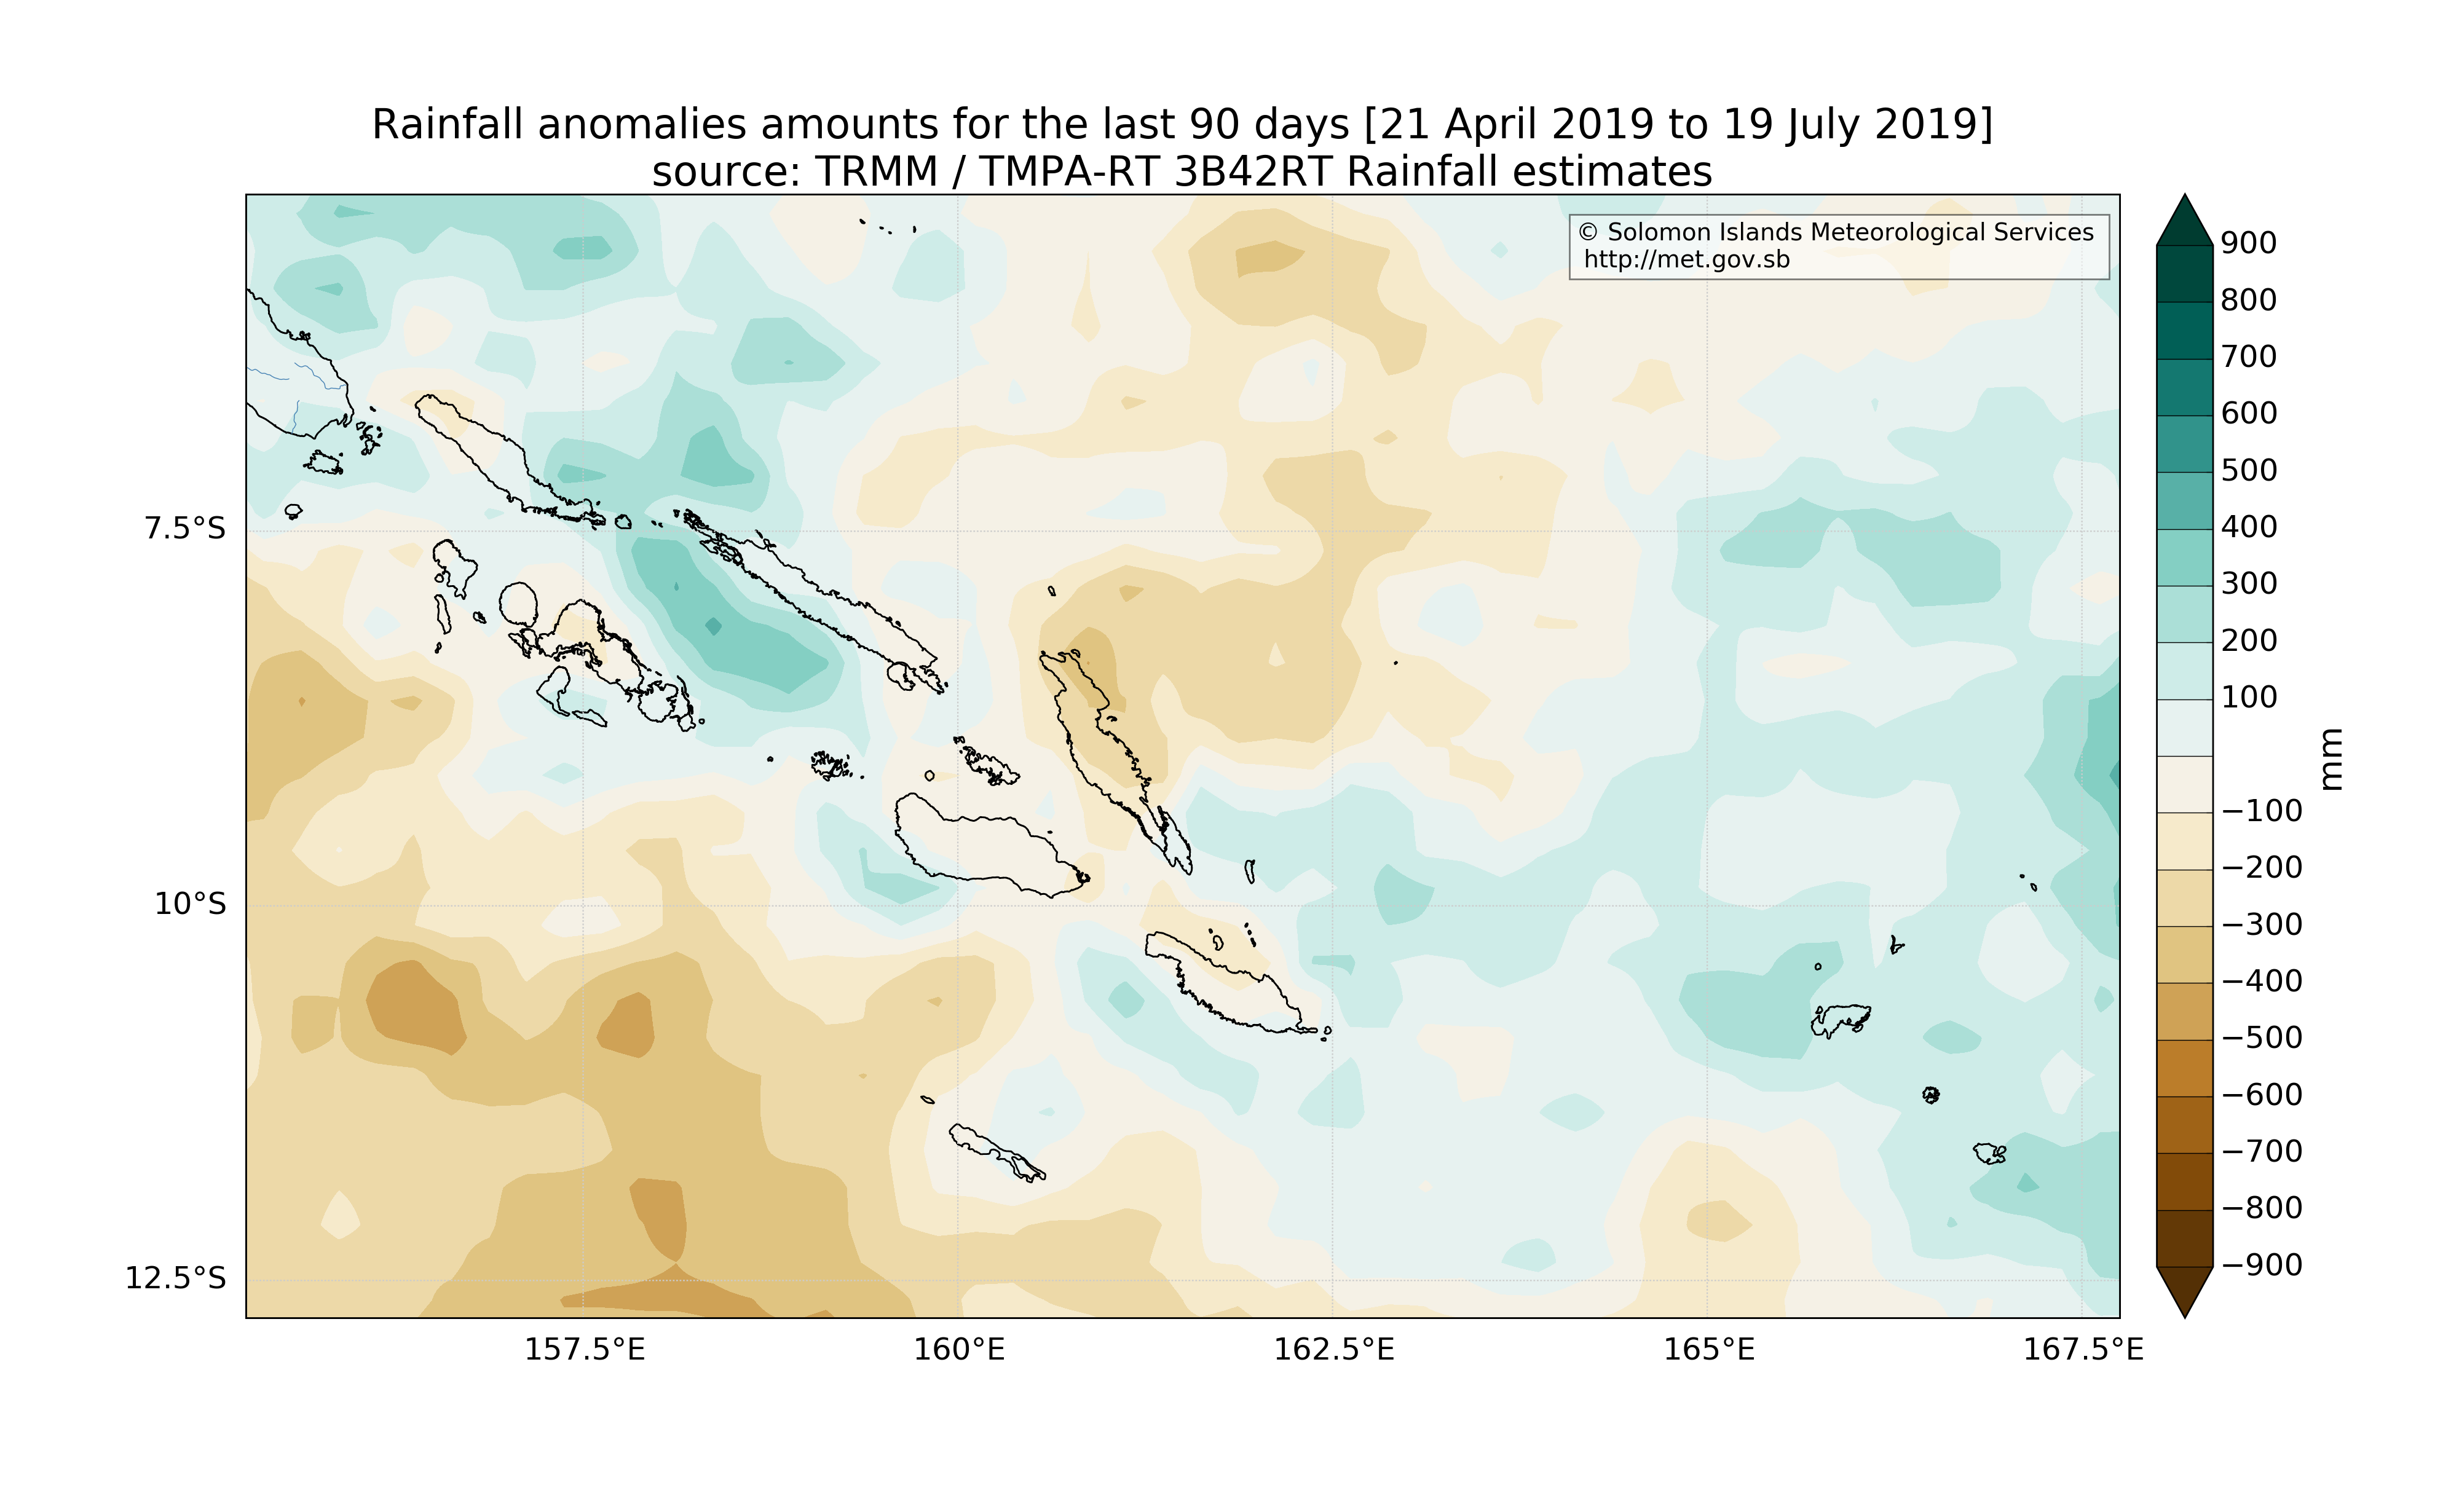 Rainfall anomalies amounts for the last 90 days [21 April 2019 to 19 July 2019]
source: TRMM / TMPA-RT 3B42RT Rainfall estimates
© Solomon Islands Meteorological Services
http://met.gov.sb
7.5°S
10°S
12.5°S
157.5°E
160°E
162.5°E
165°E
167.5°E
900
800
700
600
500
400
300
200
100
−100
−200
−300
−400
−500
−600
−700
−800
−900
mm